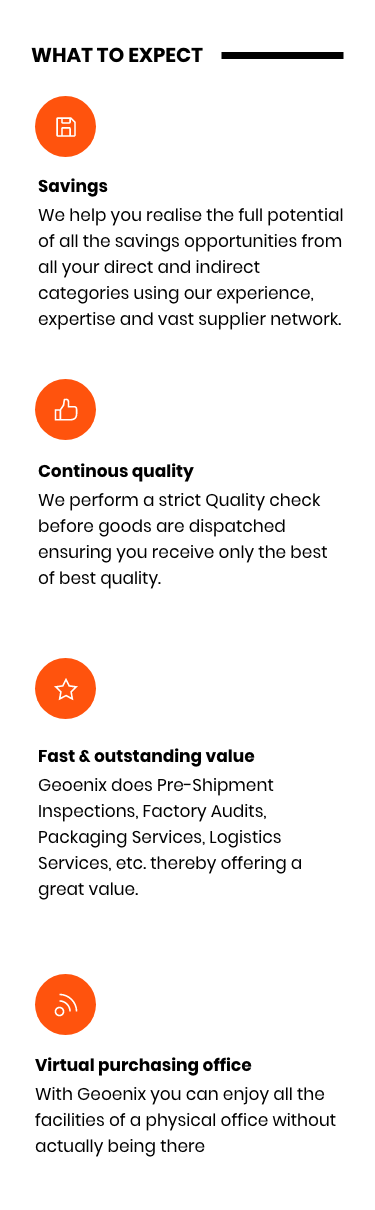 WHAT TO EXPECT
Savings
We help you realise the full potential
of all the savings opportunities from
all your direct and indirect
categories using our experience,
expertise and vast supplier network.
Continous quality
We perform a strict Quality check
before goods are dispatched
ensuring you receive only the best
of best quality.
Fast & outstanding value
Geoenix does Pre-Shipment
Inspections, Factory Audits,
Packaging Services, Logistics
Services, etc. thereby offering a
great value.
Virtual purchasing office
With Geoenix you can enjoy all the
facilities of a physical office without
actually being there